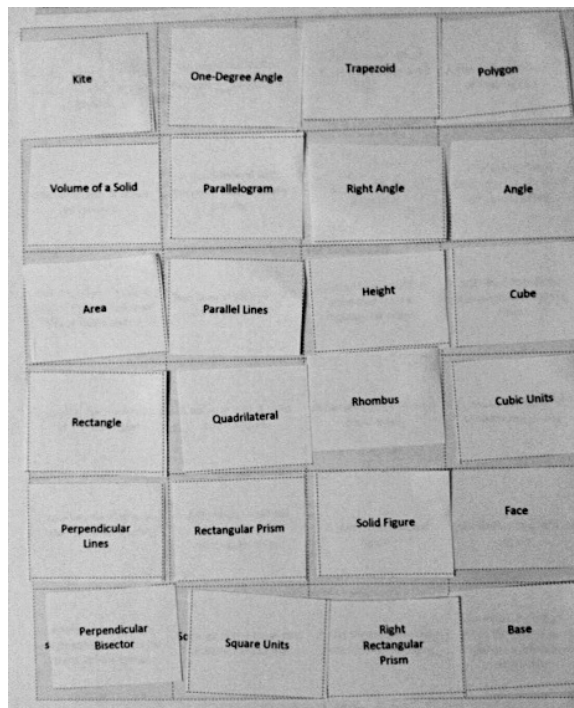 Kite
One-Degree Angle
Trapezoid
Polygon
Volume of a Solid
Parallelogram
Right Angle
Angle
Area
Parallel Lines
Height
Cube
Rectangle
Quadrilateral
Rhombus
Cubic Units
Perpendicular
Lines
Rectangular Prism
Solid Figure
Face
s
Perpendicular
Bisector
Sc
Square Units
Right
Rectangular
Prism
Base